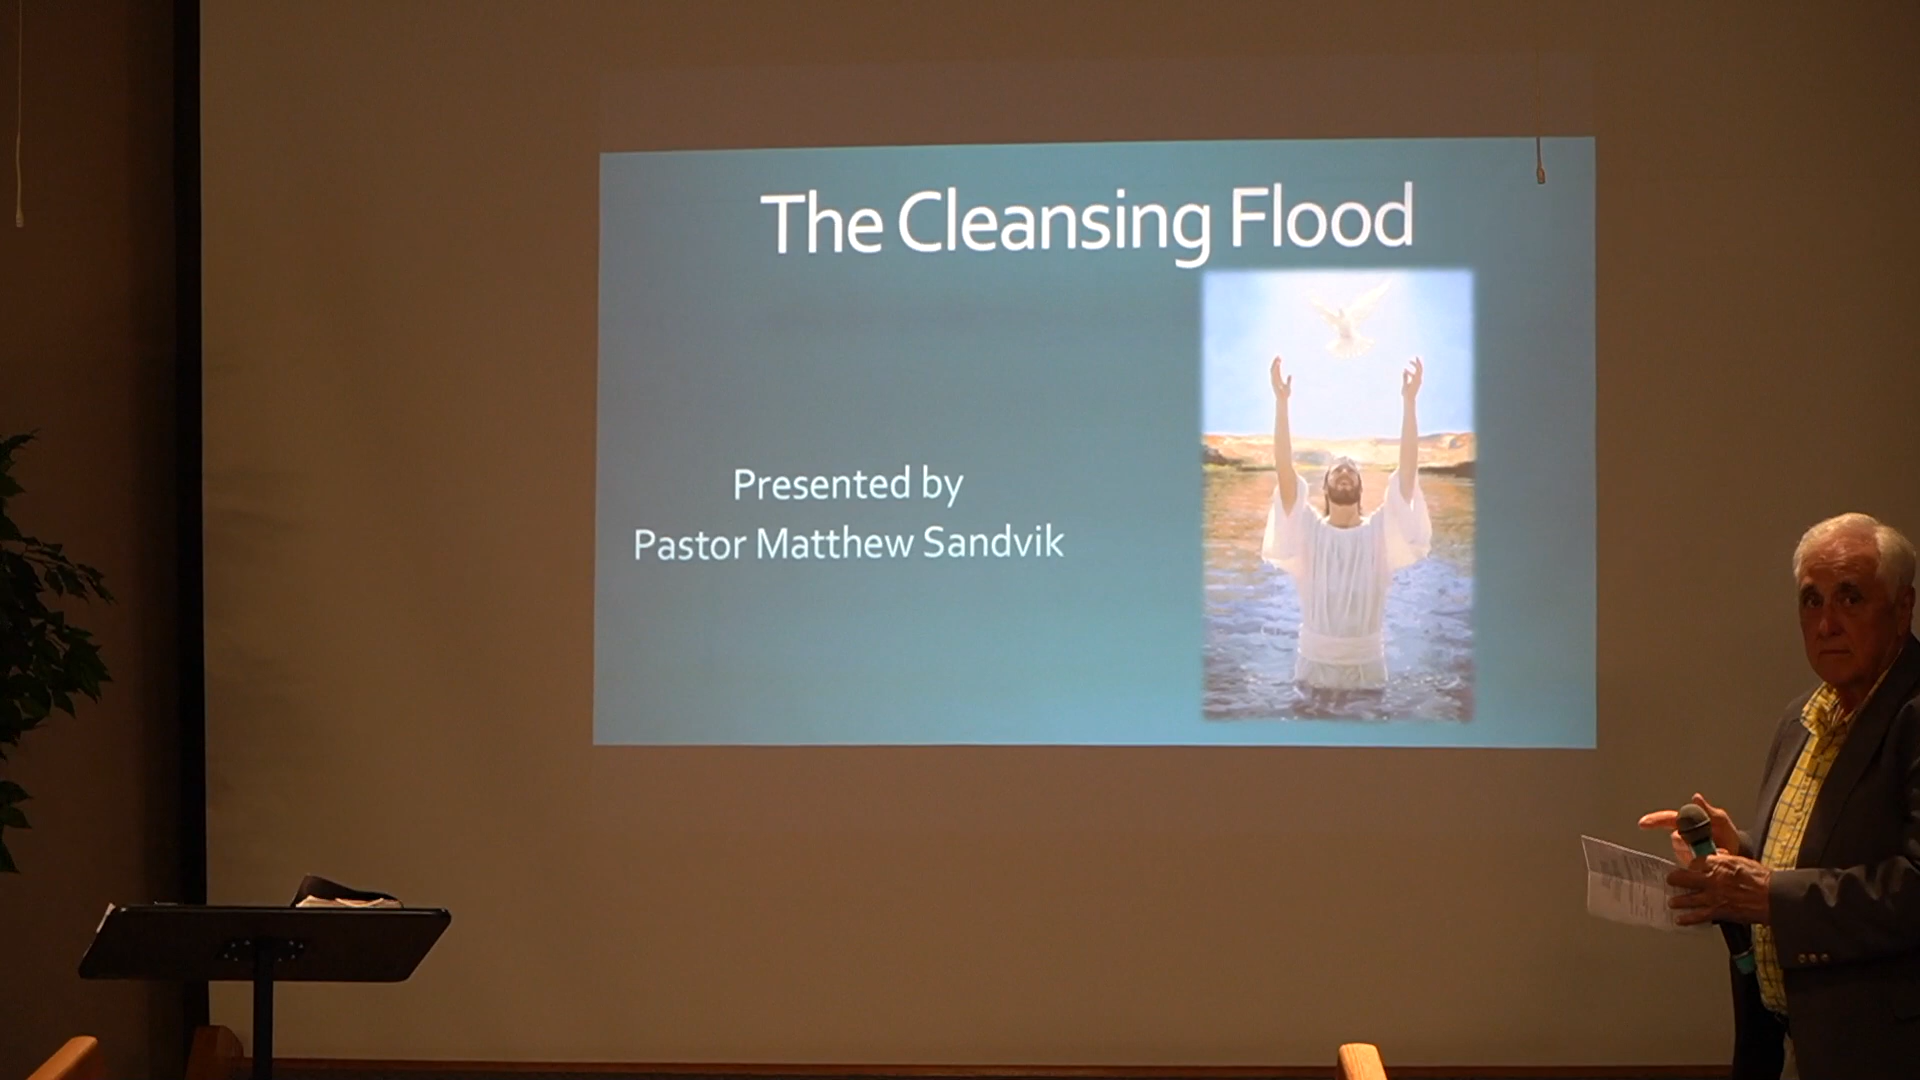 The Cleansing Flood
Presented by
Pastor Matthew Sandvik